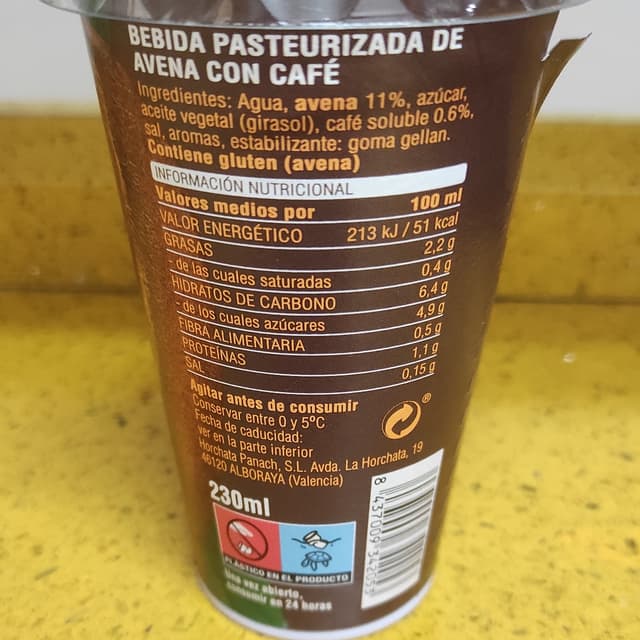 BEBIDA PASTEURIZADA DE
AVENA CON CAFÉ
Ingredientes: Agua, avena 11%, azúcar,
aceite vegetal (girasol), café soluble 0.6%,
sal, aromas, estabilizante: goma gellan.
Contiene gluten (avena)
INFORMACIÓN NUTRICIONAL
Valores medios por 100 ml
VALOR ENERGÉTICO 213 kJ / 51 kcal
GRASAS 2,2 g
- de las cuales saturadas 0,4 g
HIDRATOS DE CARBONO 6,4 g
- de los cuales azúcares 4,9 g
FIBRA ALIMENTARIA 0,5 g
PROTEÍNAS 1,1 g
SAL 0,15 g
Agitar antes de consumir
Conservar entre 0 y 5ºC
Fecha de caducidad:
ver en la parte inferior
Horchata Panach, S.L. Avda. La Horchata, 19
46120 ALBORAYA (Valencia)
®
230ml
PLÁSTICO EN EL PRODUCTO
Una vez abierto,
consumir en 24 horas